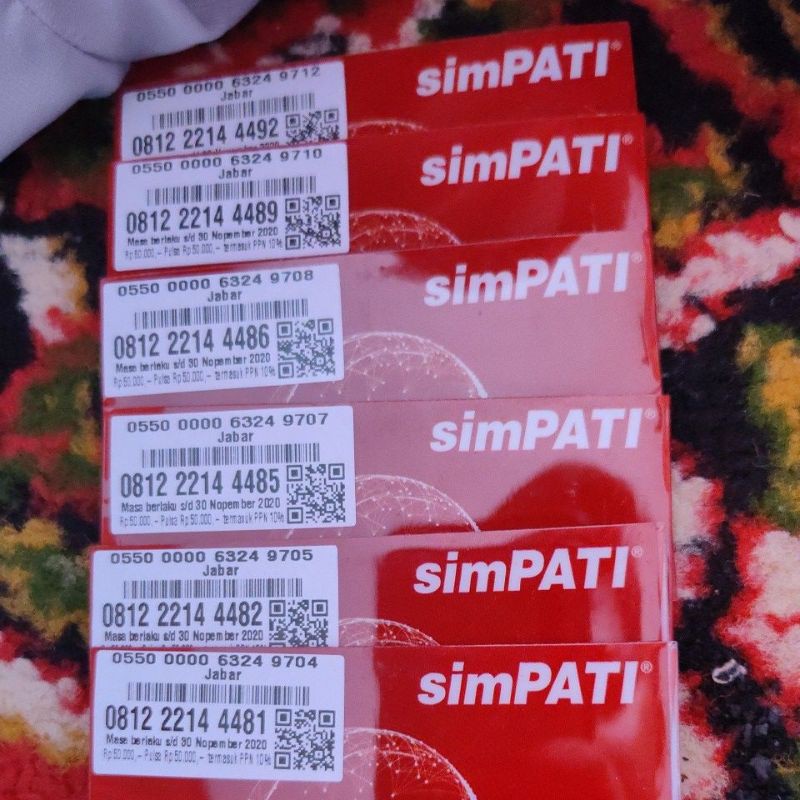 0550 0000 6324 9712
Jabar
0812 2214 4492
simPATI®
0550 0000 6324 9710
Jabar
0812 2214 4489
Masa berlaku s/d 30 Nopember 2020
Rp 50.000,- Pulsa Rp 50.000,- termasuk PPN 10%
simPATI®
0550 0000 6324 9708
Jabar
0812 2214 4486
Masa berlaku s/d 30 Nopember 2020
Rp 50.000,- Pulsa Rp 50.000,- termasuk PPN 10%
simPATI®
0550 0000 6324 9707
Jabar
0812 2214 4485
Masa berlaku s/d 30 Nopember 2020
Rp 50.000,- Pulsa Rp 50.000,- termasuk PPN 10%
simPATI®
0550 0000 6324 9705
Jabar
0812 2214 4482
Masa berlaku s/d 30 Nopember 2020
simPATI®
0550 0000 6324 9704
Jabar
0812 2214 4481
Masa berlaku s/d 30 Nopember 2020
Rp 50.000,- Pulsa Rp 50.000,- termasuk PPN 10%
simPATI®